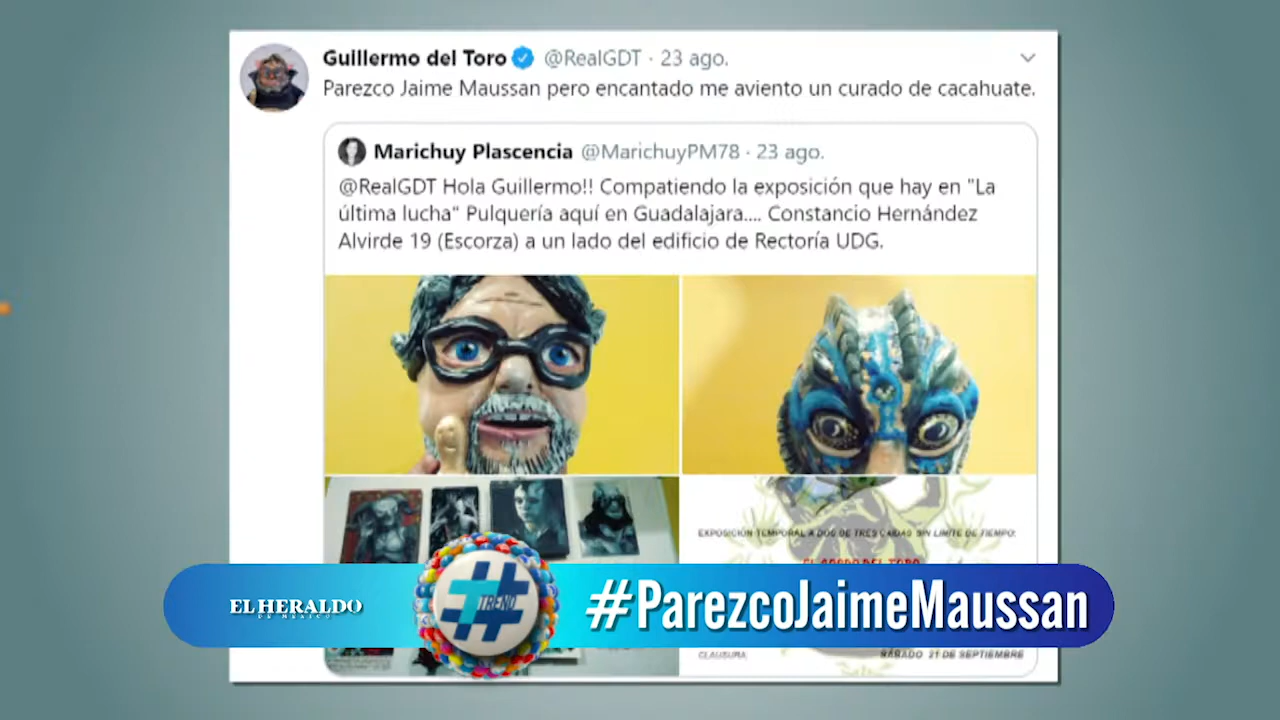 Guillermo del Toro @RealGDT · 23 ago.
Parezco Jaime Maussan pero encantado me aviento un curado de cacahuate.
Marichuy Plascencia @MarichuyPM78 · 23 ago.
@RealGDT Hola Guillermo!! Compatiendo la exposición que hay en "La
última lucha" Pulquería aquí en Guadalajara.... Constancio Hernández
Alvirde 19 (Escorza) a un lado del edificio de Rectoría UDG.
EXPOSICIÓN TEMPORAL A DOS DE TRES CAIDAS SIN LIMITE DE TIEMPO:
EL HERALDO
DE MÉXICO
# TREND
#ParezcoJaimeMaussan
CLAUSURA
SÁBADO 21 DE SEPTIEMBRE